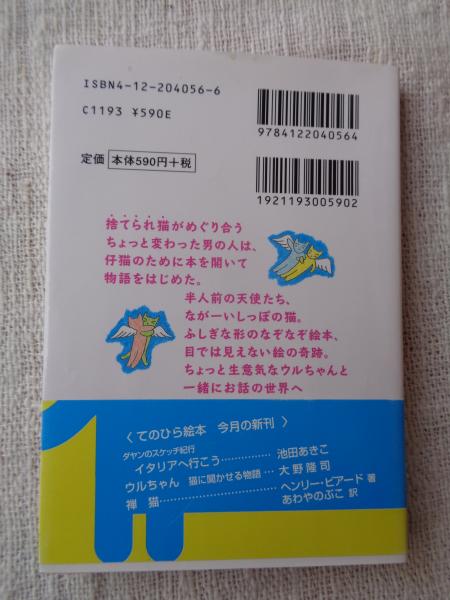 ISBN4-12-204056-6
C1193 ¥590E
9784122040564
定価 本体590円+税
1921193005902
捨てられ猫がめぐり合う
ちょっと変わった男の人は、
仔猫のために本を開いて
物語をはじめた。
半人前の天使たち、
ながーいしっぽの猫。
ふしぎな形のなぞなぞ絵本、
目では見えない絵の奇跡。
ちょっと生意気なウルちゃんと
一緒にお話の世界へ
〈てのひら絵本 今月の新刊〉
ダヤンのスケッチ紀行
イタリアへ行こう……………池田あきこ
ウルちゃん 猫に聞かせる物語…大野隆司
禅 猫……………………………ヘンリー・ビアード 著
あわやのぶこ 訳